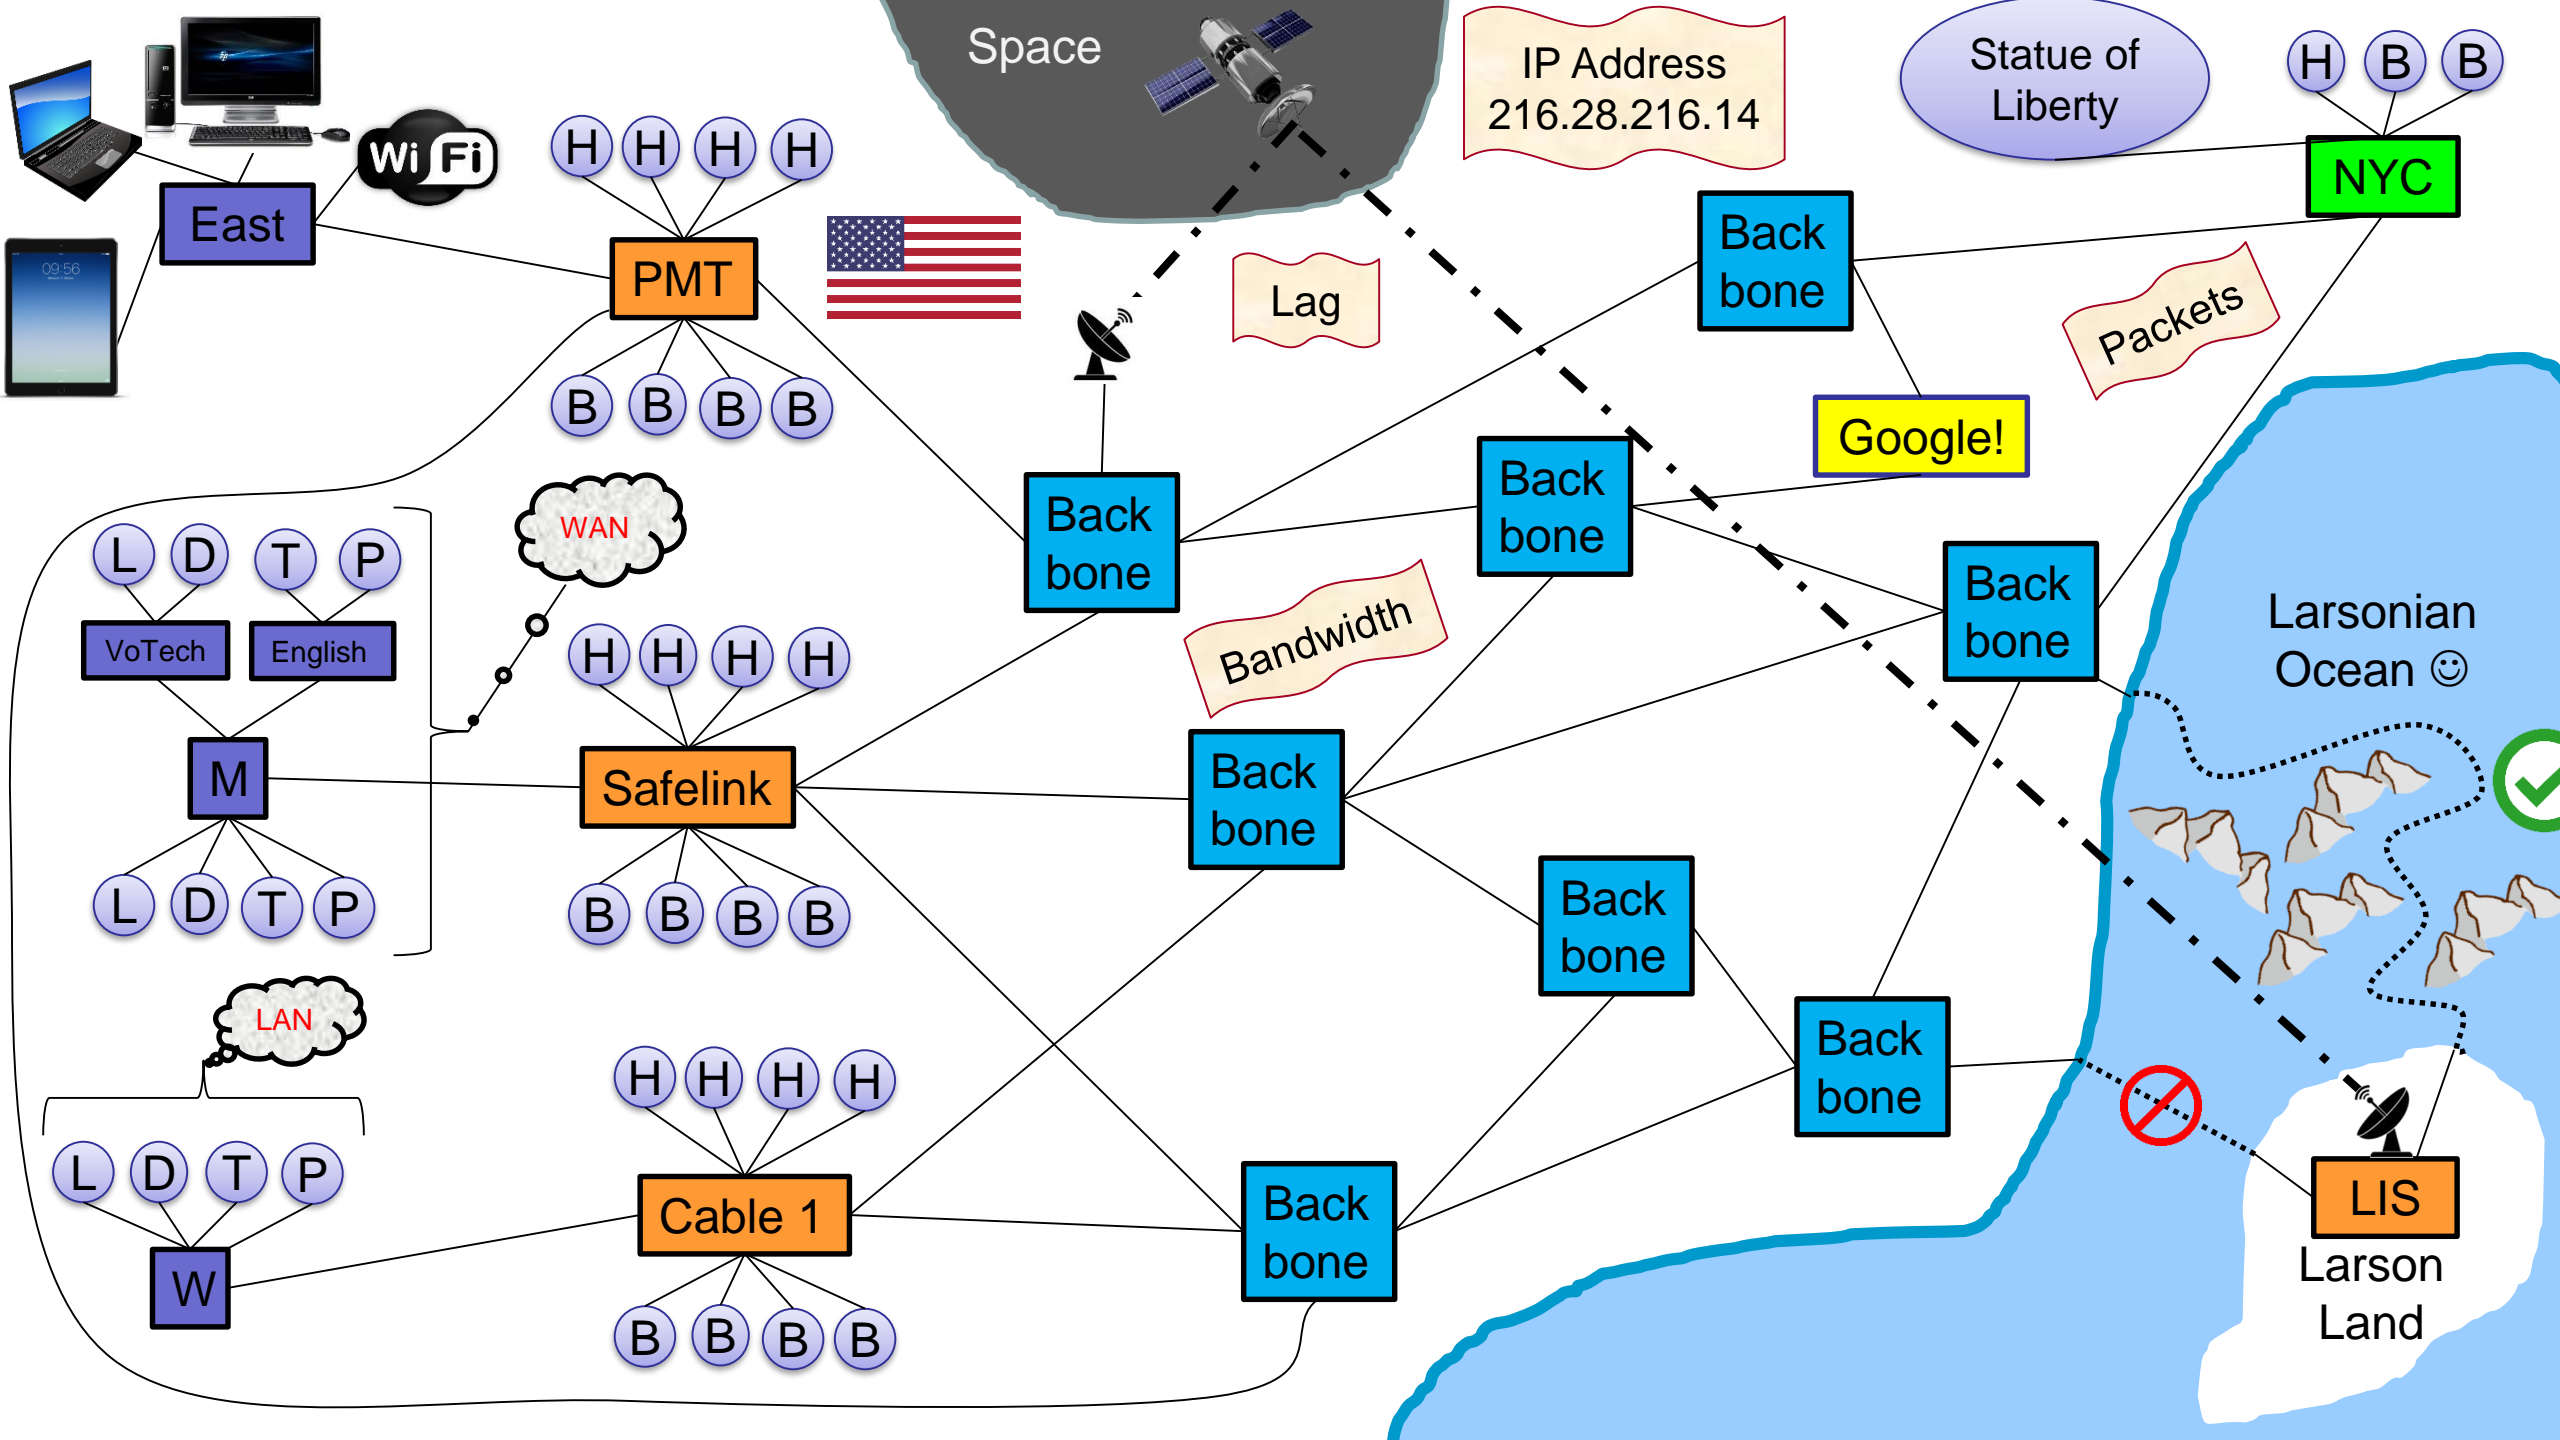 Space
IP Address
216.28.216.14
Statue of
Liberty
H B B
NYC
Wi Fi
East
09:56
H H H H
PMT
B B B B
Lag
Back
bone
Packets
Google!
Back
bone
Back
bone
Back
bone
WAN
L D T P
VoTech
English
M
L D T P
H H H H
Safelink
B B B B
Bandwidth
Back
bone
Back
bone
Back
bone
Larsonian
Ocean ☺
LAN
L D T P
W
H H H H
Cable 1
B B B B
Back
bone
LIS
Larson
Land